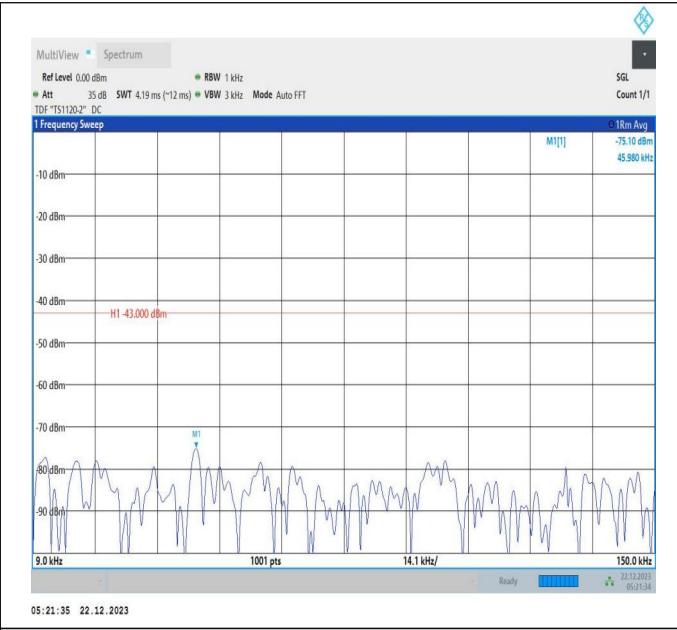 MultiView Spectrum
Ref Level 0.00 dBm RBW 1 kHz SGL
Att 35 dB SWT 4.19 ms (~12 ms) VBW 3 kHz Mode Auto FFT Count 1/1
TDF "TS1120-2" DC
1 Frequency Sweep 1Rm Avg
M1[1] -75.10 dBm
45.980 kHz
-10 dBm
-20 dBm
-30 dBm
-40 dBm
H1 -43.000 dBm
-50 dBm
-60 dBm
-70 dBm
M1
-80 dBm
-90 dBm
9.0 kHz 1001 pts 14.1 kHz/ 150.0 kHz
Ready 22.12.2023
05:21:34
05:21:35 22.12.2023